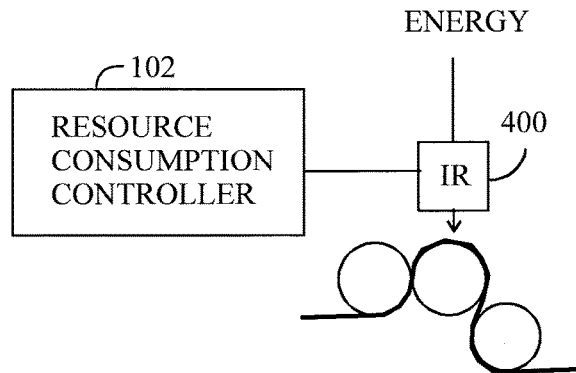 ENERGY
102
RESOURCE
CONSUMPTION
CONTROLLER
400
IR